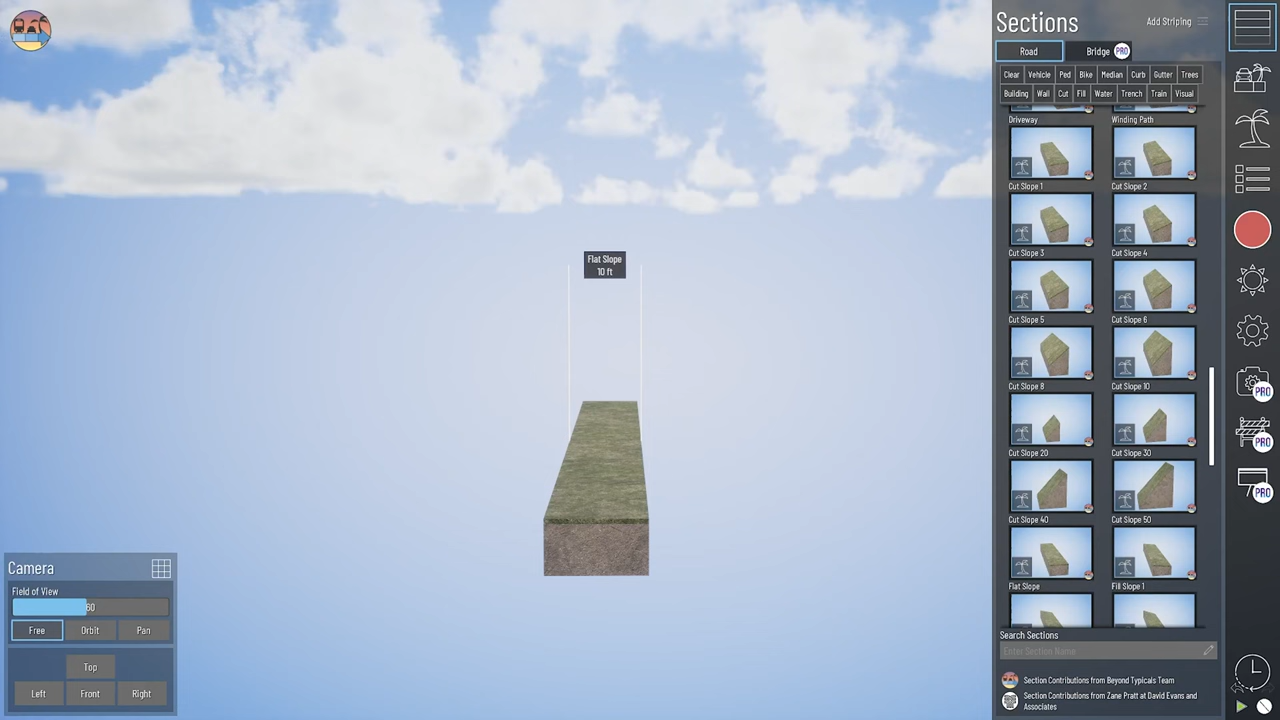 Sections
Add Striping
Road
Bridge PRO
Clear Vehicle Ped Bike Median Curb Gutter Trees
Building Wall Cut Fill Water Trench Train Visual
Driveway Winding Path
Cut Slope 1 Cut Slope 2
Cut Slope 3 Cut Slope 4
Cut Slope 5 Cut Slope 6
Cut Slope 8 Cut Slope 10
Cut Slope 20 Cut Slope 30
Cut Slope 40 Cut Slope 50
Flat Slope Fill Slope 1
Search Sections
Enter Section Name
Section Contributions from Beyond Typicals Team
Section Contributions from Zane Pratt at David Evans and
Associates
PRO
PRO
PRO
Flat Slope
10 ft
Camera
Field of View
60
Free Orbit Pan
Top
Left Front Right